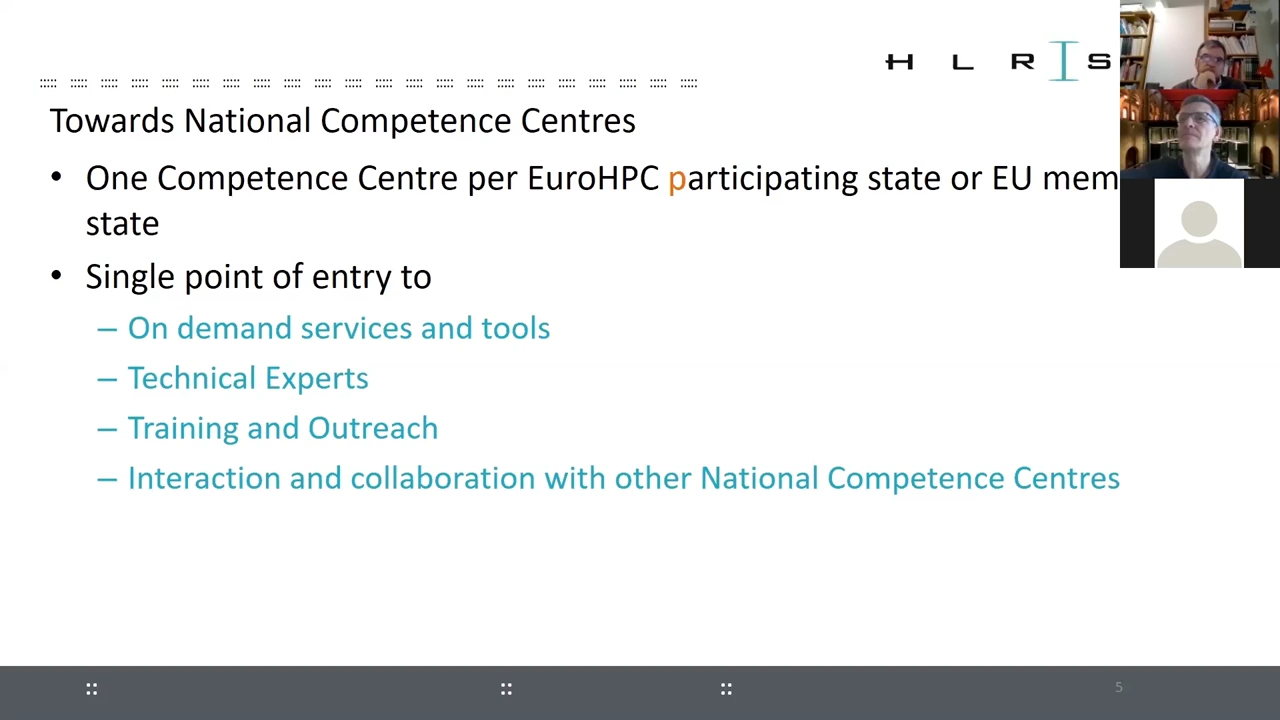 H L R I S
Towards National Competence Centres
• One Competence Centre per EuroHPC participating state or EU mem
state
• Single point of entry to
– On demand services and tools
– Technical Experts
– Training and Outreach
– Interaction and collaboration with other National Competence Centres
5